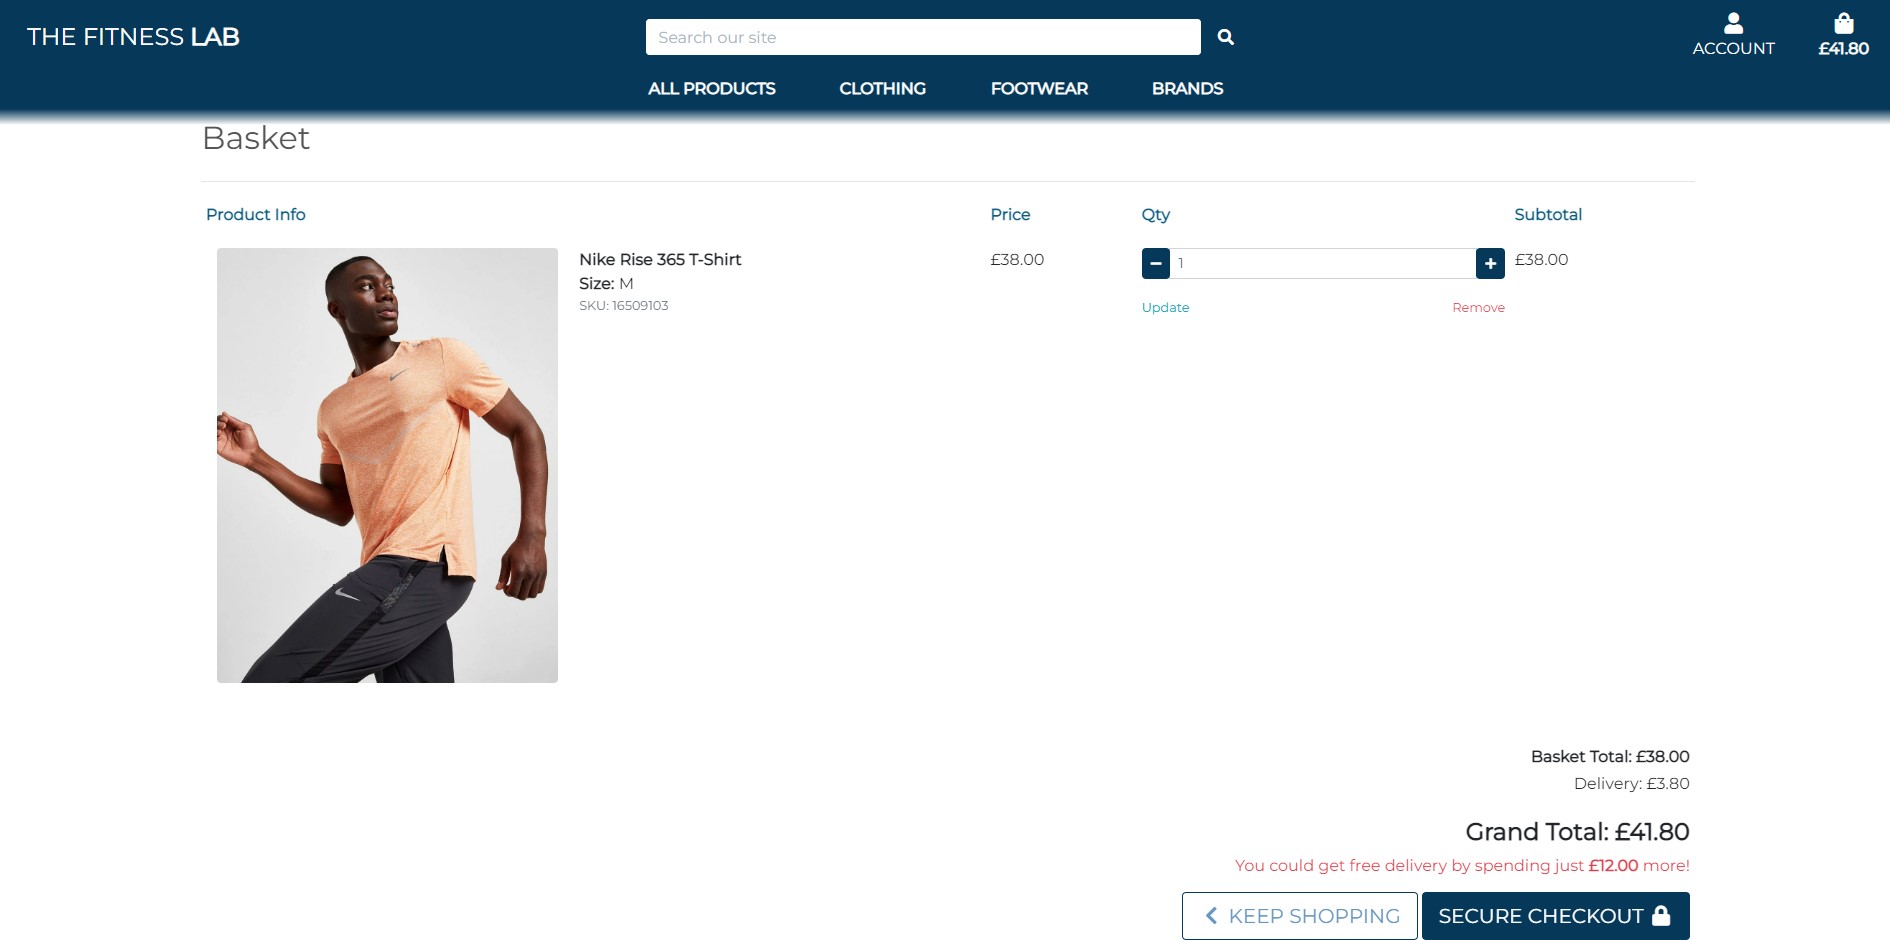 THE FITNESS LAB
Search our site
ACCOUNT
£41.80
ALL PRODUCTS
CLOTHING
FOOTWEAR
BRANDS
Basket
Product Info
Price
Qty
Subtotal
Nike Rise 365 T-Shirt
Size: M
SKU: 16509103
£38.00
1
£38.00
Update
Remove
Basket Total: £38.00
Delivery: £3.80
Grand Total: £41.80
You could get free delivery by spending just £12.00 more!
KEEP SHOPPING
SECURE CHECKOUT